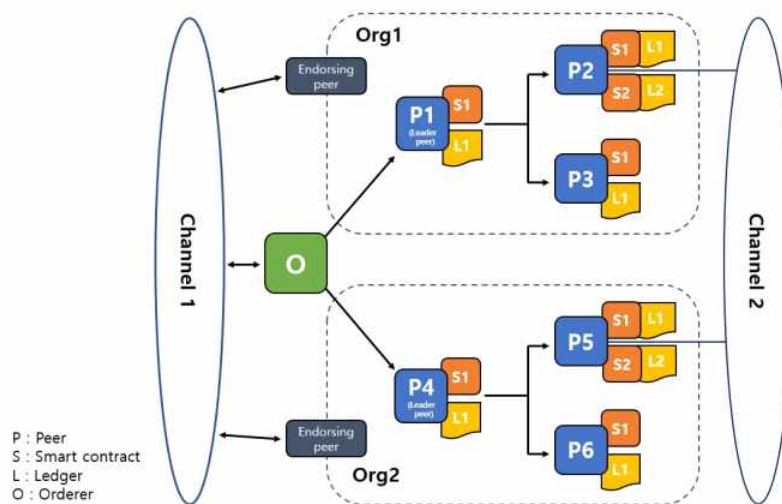 Org1
Endorsing
peer
P1
(Leader
peer)
S1
L1
P2
S1
L1
S2
L2
P3
S1
L1
Channel 1
O
Channel 2
P4
(Leader
peer)
S1
L1
P5
S1
L1
S2
L2
P6
S1
L1
Endorsing
peer
Org2
P : Peer
S : Smart contract
L : Ledger
O : Orderer